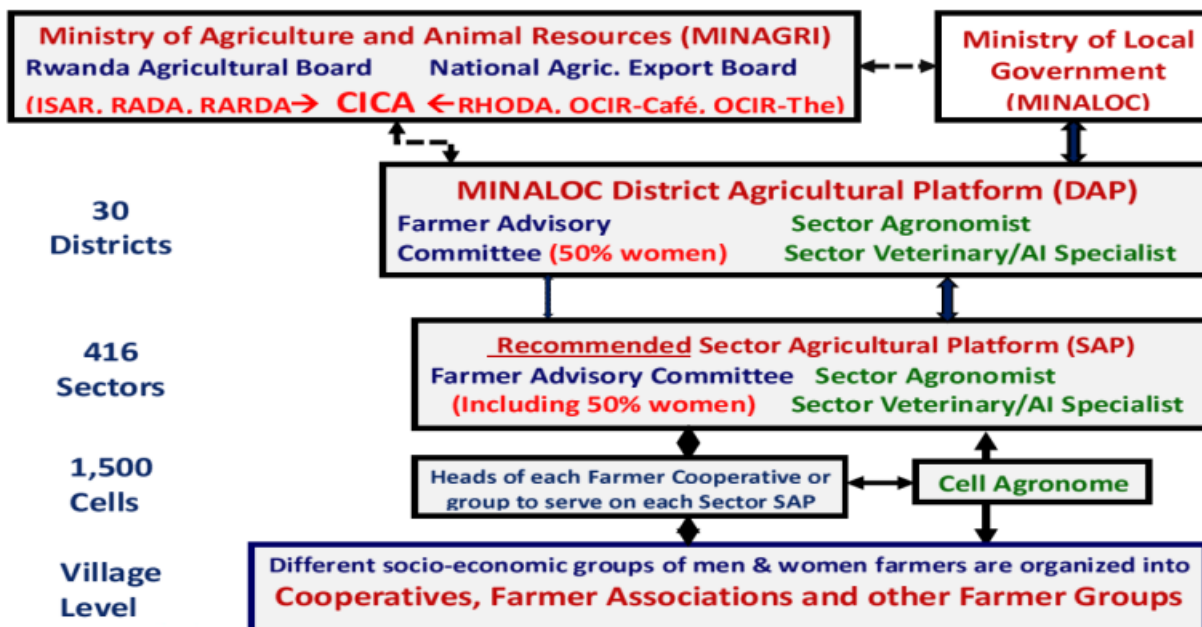 Ministry of Agriculture and Animal Resources (MINAGRI)
Rwanda Agricultural Board National Agric. Export Board
(ISAR, RADA, RARDA→ CICA ←RHODA, OCIR-Café, OCIR-The)
Ministry of Local
Government
(MINALOC)
30
Districts
MINALOC District Agricultural Platform (DAP)
Farmer Advisory
Committee (50% women)
Sector Agronomist
Sector Veterinary/AI Specialist
416
Sectors
Recommended Sector Agricultural Platform (SAP)
Farmer Advisory Committee
(Including 50% women)
Sector Agronomist
Sector Veterinary/AI Specialist
1,500
Cells
Heads of each Farmer Cooperative or
group to serve on each Sector SAP
Cell Agronome
Village
Level
Different socio-economic groups of men & women farmers are organized into
Cooperatives, Farmer Associations and other Farmer Groups